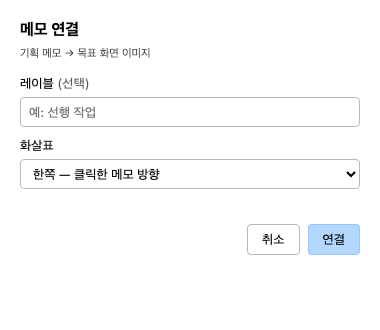 메모 연결
기획 메모 → 목표 화면 이미지
레이블 (선택)
예: 선행 작업
화살표
한쪽 — 클릭한 메모 방향
취소
연결